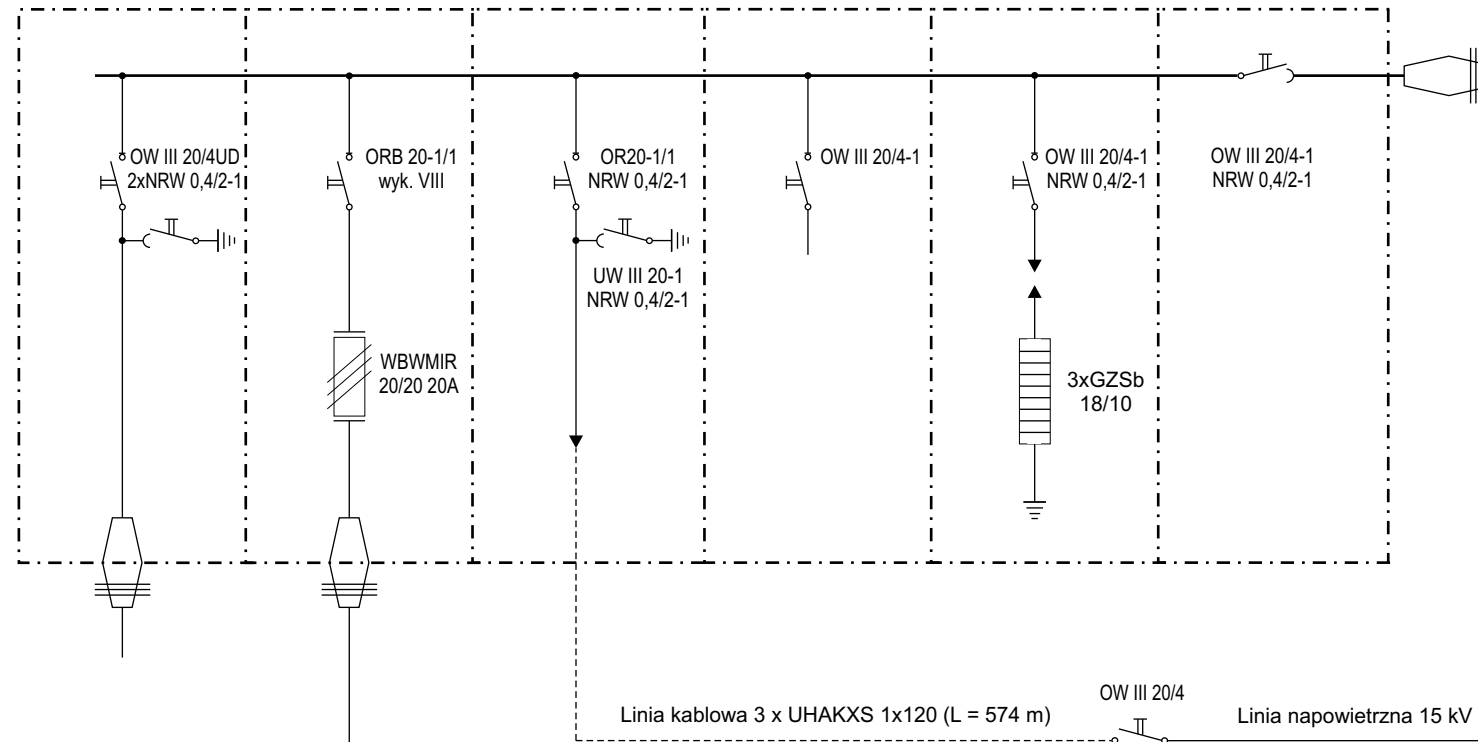 OW III 20/4UD
2xNRW 0,4/2-1
ORB 20-1/1
wyk. VIII
OR20-1/1
NRW 0,4/2-1
OW III 20/4-1
OW III 20/4-1
NRW 0,4/2-1
OW III 20/4-1
NRW 0,4/2-1
UW III 20-1
NRW 0,4/2-1
WBWMIR
20/20 20A
3xGZSb
18/10
OW III 20/4
Linia kablowa 3 x UHAKXS 1x120 (L = 574 m)
Linia napowietrzna 15 kV